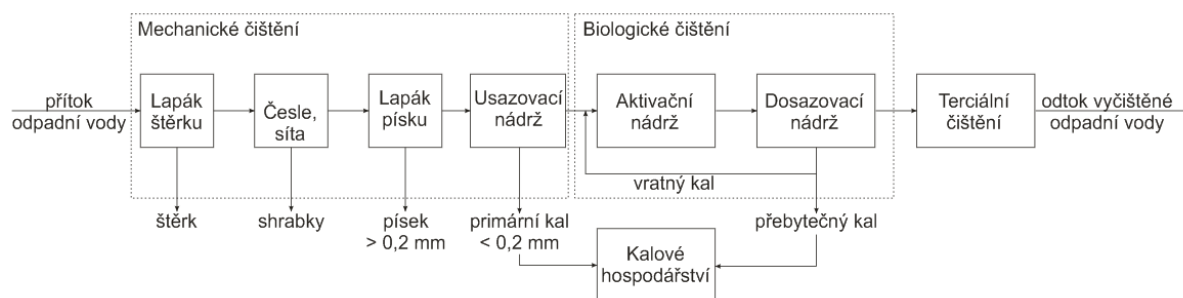 Mechanické čištění
Biologické čištění
přítok
odpadní vody
Lapák
štěrku
Česle,
síta
Lapák
písku
Usazovací
nádrž
Aktivační
nádrž
Dosazovací
nádrž
Terciální
čištění
odtok vyčištěné
odpadní vody
vratný kal
štěrk
shrabky
písek
> 0,2 mm
primární kal
< 0,2 mm
přebytečný kal
Kalové
hospodářství